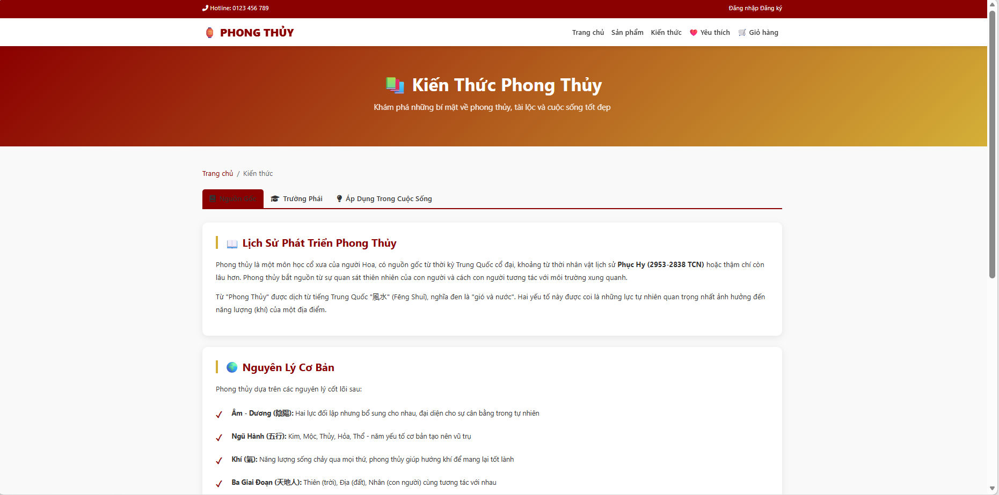 Hotline: 0123 456 789
Đăng nhập Đăng ký
PHONG THỦY
Trang chủ Sản phẩm Kiến thức Yêu thích Giỏ hàng
Kiến Thức Phong Thủy
Khám phá những bí mật về phong thủy, tài lộc và cuộc sống tốt đẹp
Trang chủ / Kiến thức
Nguồn Gốc Trường Phái Áp Dụng Trong Cuộc Sống
Lịch Sử Phát Triển Phong Thủy
Phong thủy là một môn học cổ xưa của người Hoa, có nguồn gốc từ thời kỳ Trung Quốc cổ đại, khoảng từ thời nhân vật lịch sử Phục Hy (2953-2838 TCN) hoặc thậm chí còn
lâu hơn. Phong thủy bắt nguồn từ sự quan sát thiên nhiên của con người và cách con người tương tác với môi trường xung quanh.
Từ "Phong Thủy" được dịch từ tiếng Trung Quốc "風水" (Fēng Shuǐ), nghĩa đen là "gió và nước". Hai yếu tố này được coi là những lực tự nhiên quan trọng nhất ảnh hưởng đến
năng lượng (khí) của một địa điểm.
Nguyên Lý Cơ Bản
Phong thủy dựa trên các nguyên lý cốt lõi sau:
Âm - Dương (陰陽): Hai lực đối lập nhưng bổ sung cho nhau, đại diện cho sự cân bằng trong tự nhiên
Ngũ Hành (五行): Kim, Mộc, Thủy, Hỏa, Thổ - năm yếu tố cơ bản tạo nên vũ trụ
Khí (氣): Năng lượng sống chảy qua mọi thứ, phong thủy giúp hướng khí để mang lại tốt lành
Ba Giai Đoạn (天地人): Thiên (trời), Địa (đất), Nhân (con người) cùng tương tác với nhau